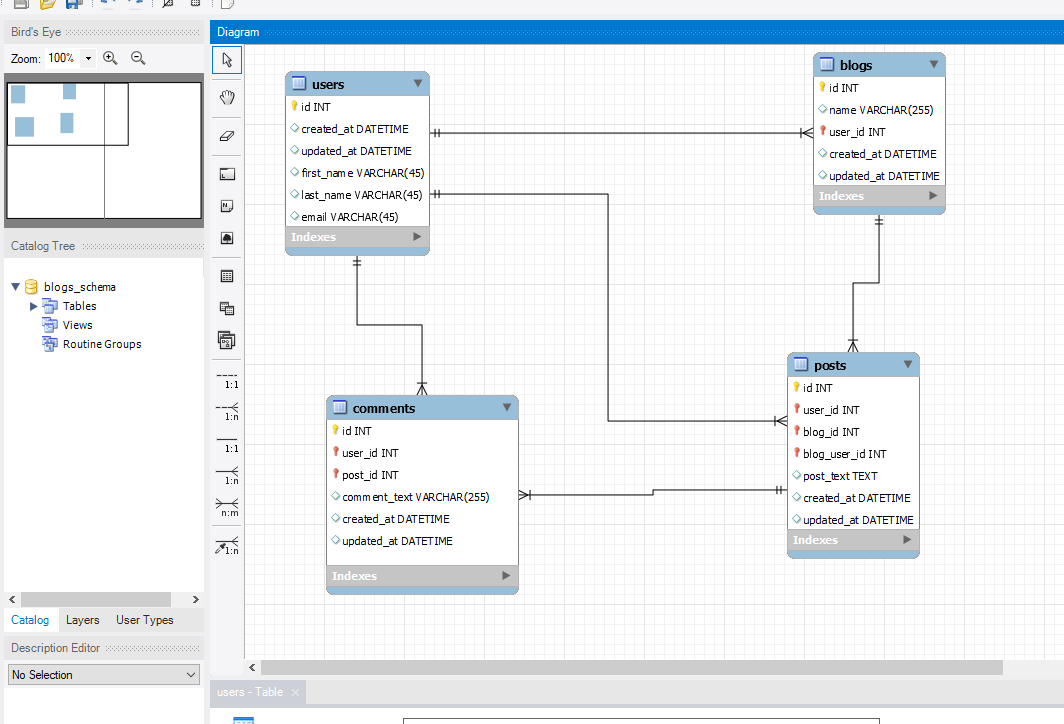 Bird's Eye
Zoom: 100%
Catalog Tree
blogs_schema
Tables
Views
Routine Groups
Catalog Layers User Types
Description Editor
No Selection
Diagram
1:1
1:n
1:1
1:n
n:m
1:n
users
id INT
created_at DATETIME
updated_at DATETIME
first_name VARCHAR(45)
last_name VARCHAR(45)
email VARCHAR(45)
Indexes
blogs
id INT
name VARCHAR(255)
user_id INT
created_at DATETIME
updated_at DATETIME
Indexes
comments
id INT
user_id INT
post_id INT
comment_text VARCHAR(255)
created_at DATETIME
updated_at DATETIME
Indexes
posts
id INT
user_id INT
blog_id INT
blog_user_id INT
post_text TEXT
created_at DATETIME
updated_at DATETIME
Indexes
users - Table